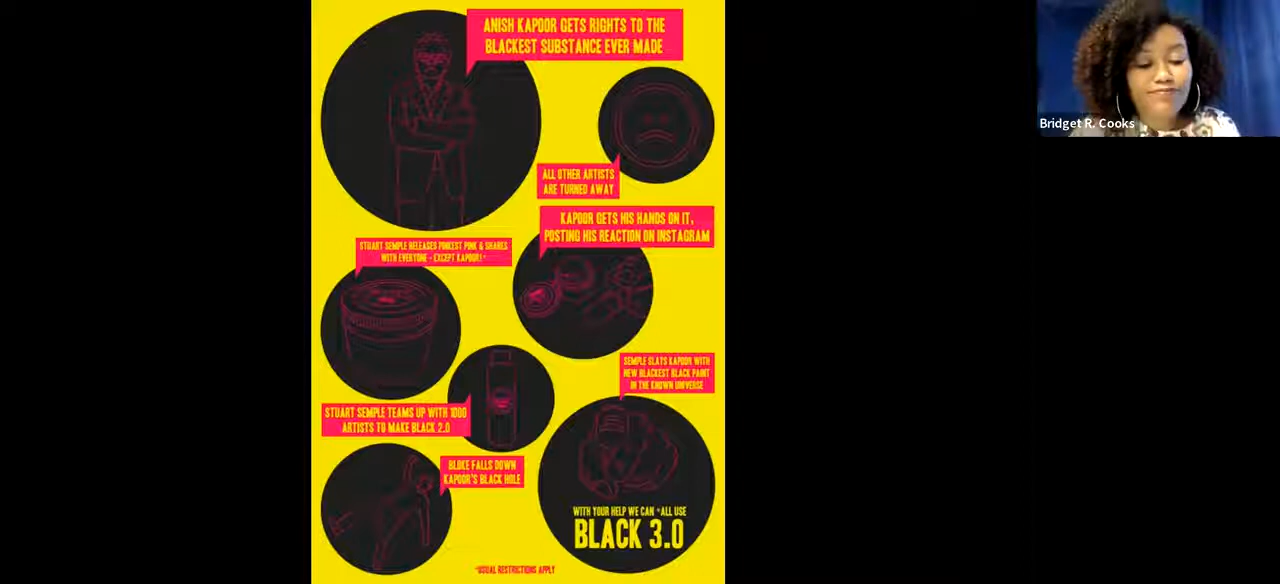 ANISH KAPOOR GETS RIGHTS TO THE
BLACKEST SUBSTANCE EVER MADE
ALL OTHER ARTISTS
ARE TURNED AWAY
KAPOOR GETS HIS HANDS ON IT,
POSTING HIS REACTION ON INSTAGRAM
STUART SEMPLE RELEASES PINKEST PINK & SHARES
WITH EVERYONE - EXCEPT KAPOOR!*
SEMPLE SLAYS KAPOOR WITH
NEW BLACKEST BLACK PAINT
IN THE KNOWN UNIVERSE
STUART SEMPLE TEAMS UP WITH 1000
ARTISTS TO MAKE BLACK 2.0
BLOKE FALLS DOWN
KAPOOR'S BLACK HOLE
WITH YOUR HELP WE CAN *ALL USE
BLACK 3.0
*USUAL RESTRICTIONS APPLY
Bridget R. Cooks